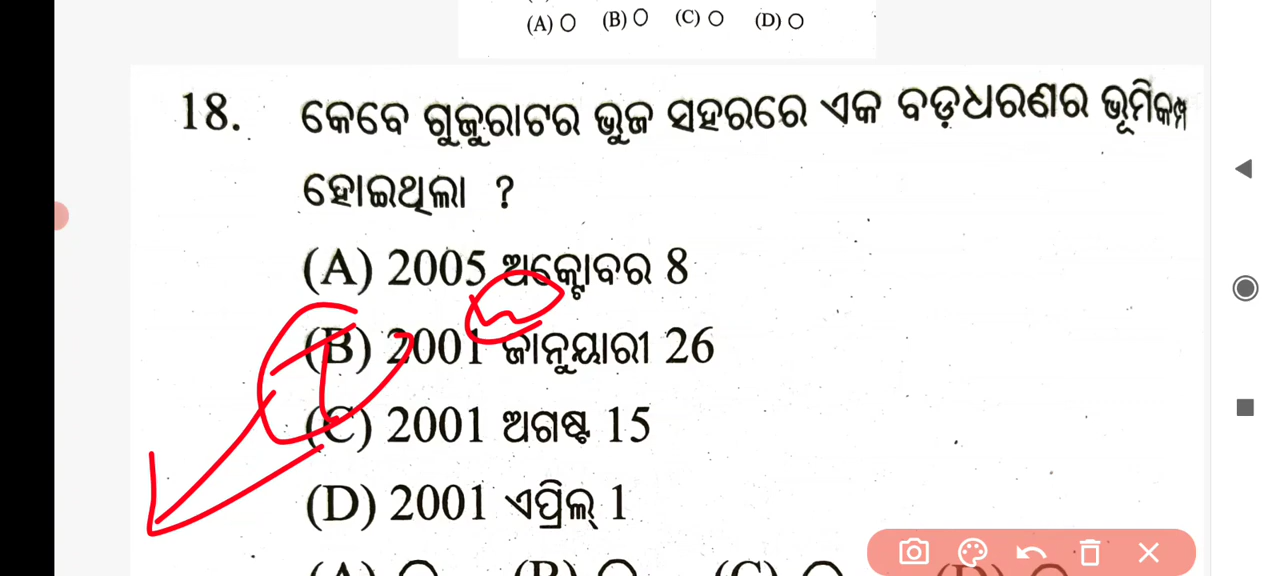 (A) O (B) O (C) O (D) O
18. କେବେ ଗୁଜୁରାଟର ଭୁଜ ସହରରେ ଏକ ବଡ଼ଧରଣର ଭୂମିକମ୍ପ
ହୋଇଥିଲା ?
(A) 2005 ଅକ୍ଟୋବର 8
(B) 2001 ଜାନୁୟାରୀ 26
(C) 2001 ଅଗଷ୍ଟ 15
(D) 2001 ଏପ୍ରିଲ୍ 1
(A) O (B) O (C) O (D) O